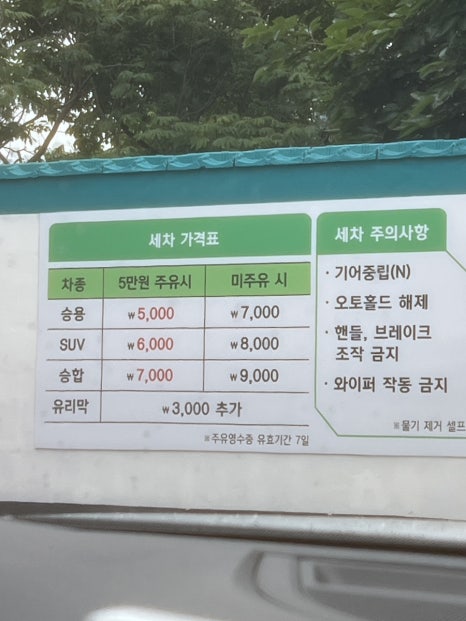 세차 가격표
차종 5만원 주유시 미주유 시
승용 ₩5,000 ₩7,000
SUV ₩6,000 ₩8,000
승합 ₩7,000 ₩9,000
유리막 ₩3,000 추가
※주유영수증 유효기간 7일
세차 주의사항
· 기어중립(N)
· 오토홀드 해제
· 핸들, 브레이크
조작 금지
· 와이퍼 작동 금지
※물기 제거 셀프